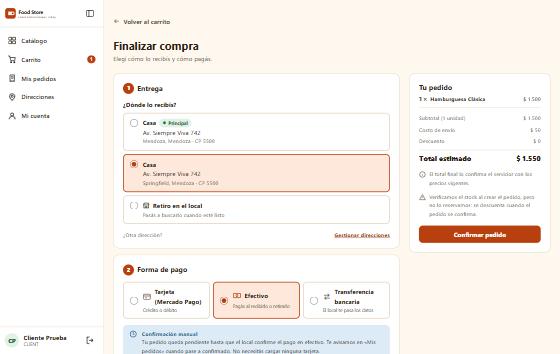 Food Store
Catálogo
Carrito
1
Mis pedidos
Direcciones
Mi cuenta
CP
Cliente Prueba
CLIENT
← Volver al carrito
Finalizar compra
Elegí cómo lo recibís y cómo pagás.
1 Entrega
¿Dónde lo recibís?
Casa
Principal
Av. Siempre Viva 742
Mendoza, Mendoza · CP 5500
Casa
Av. Siempre Viva 742
Springfield, Mendoza · CP 5500
Retiro en el local
Pasás a buscarlo cuando esté listo
¿Otra dirección?
Gestionar direcciones
2 Forma de pago
Tarjeta
(Mercado Pago)
Crédito o débito
Efectivo
Pagás al recibirlo o retirarlo
Transferencia
bancaria
El local te pasa los datos
Confirmación manual
Tu pedido queda pendiente hasta que el local confirme el pago en efectivo. Te avisamos en «Mis
pedidos» cuando pase a confirmado. No necesitás cargar ninguna tarjeta.
Tu pedido
1 × Hamburguesa Clásica $ 1.500
Subtotal (1 unidad) $ 1.500
Costo de envío $ 50
Descuento $ 0
Total estimado $ 1.550
El total final lo confirma el servidor con los
precios vigentes.
Verificamos el stock al crear el pedido, pero
no lo reservamos: se descuenta cuando el
pedido se confirma.
Confirmar pedido